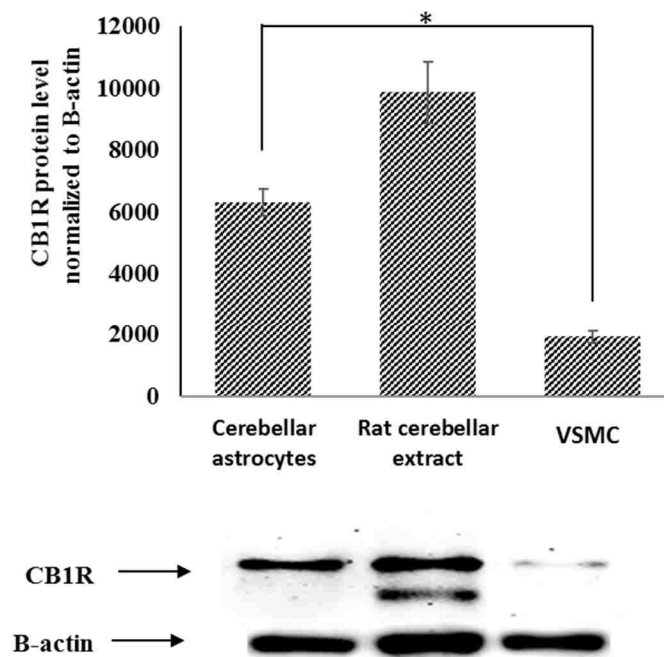 *
12000
10000
8000
6000
4000
2000
0
CB1R protein level
normalized to B-actin
Cerebellar
astrocytes
Rat cerebellar
extract
VSMC
CB1R
B-actin